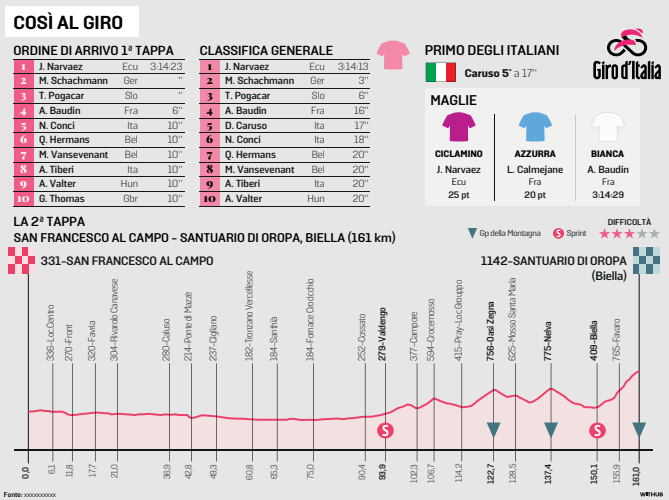 COSÌ AL GIRO
ORDINE DI ARRIVO 1ª TAPPA
1 J. Narvaez Ecu 3:14:23
2 M. Schachmann Ger "
3 T. Pogacar Slo "
4 A. Baudin Fra 6"
5 N. Conci Ita 10"
6 Q. Hermans Bel 10"
7 M. Vansevenant Bel 10"
8 A. Tiberi Ita 10"
9 A. Valter Hun 10"
10 G. Thomas Gbr 10"
CLASSIFICA GENERALE
1 J. Narvaez Ecu 3:14:13
2 M. Schachmann Ger 3"
3 T. Pogacar Slo 6"
4 A. Baudin Fra 16"
5 D. Caruso Ita 17"
6 N. Conci Ita 18"
7 Q. Hermans Bel 20"
8 M. Vansevenant Bel 20"
9 A. Tiberi Ita 20"
10 A. Valter Hun 20"
PRIMO DEGLI ITALIANI
Caruso 5° a 17"
Giro d'Italia
MAGLIE
CICLAMINO
J. Narvaez
Ecu
25 pt
AZZURRA
L. Calmejane
Fra
20 pt
BIANCA
A. Baudin
Fra
3:14:29
LA 2ª TAPPA
SAN FRANCESCO AL CAMPO - SANTUARIO DI OROPA, BIELLA (161 km)
Gp della Montagna
S Sprint
DIFFICOLTÀ
331-SAN FRANCESCO AL CAMPO
1142-SANTUARIO DI OROPA
(Biella)
336-Loc.Centro
270-Front
320-Favria
304-Rivarolo Canavese
280-Caluso
214-Ponte di Mazzè
237-Cigliano
182-Tronzano Vercellese
184-Santhià
184-Fornace Crocicchio
252-Cossato
279-Valdengo
377-Campore
594-Crocemosso
415-Pray-Loc.Grouppo
756-Oasi Zegna
625-Mosso Santa Maria
775-Nelva
409-Biella
765-Favaro
S
S
0,0
6,1
11,8
17,7
21,0
36,9
42,8
49,3
60,8
65,3
75,0
90,4
93,9
102,3
106,7
114,2
122,7
128,5
137,4
150,1
155,9
161,0
Fonte: xxxxxxxxxx
WITHUB